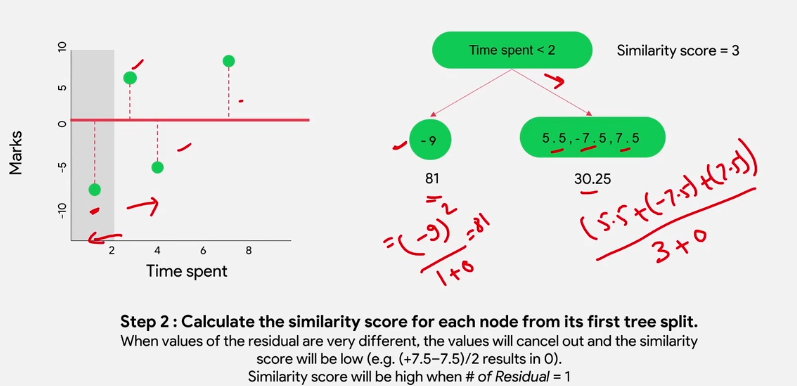 Time spent < 2
Similarity score = 3
10
5
0
-5
-10
Marks
2 4 6 8
Time spent
-9
5.5,-7.5,7.5
81
30.25
= (-9)² / 1+0 = 81
(5.5+(-7.5)+(7.5)) / 3+0
Step 2 : Calculate the similarity score for each node from its first tree split.
When values of the residual are very different, the values will cancel out and the similarity
score will be low (e.g. (+7.5–7.5)/2 results in 0).
Similarity score will be high when # of Residual = 1